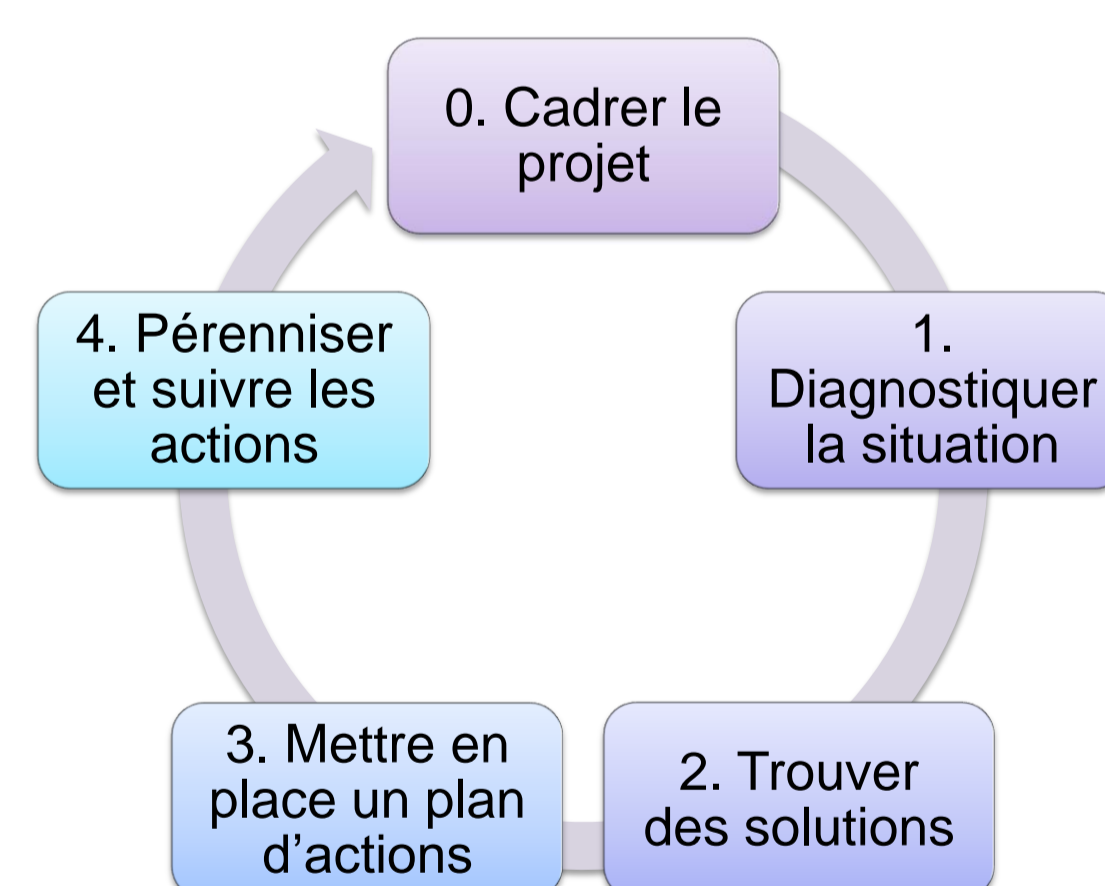 0. Cadrer le
projet
1.
Diagnostiquer
la situation
2. Trouver
des solutions
3. Mettre en
place un plan
d’actions
4. Pérenniser
et suivre les
actions